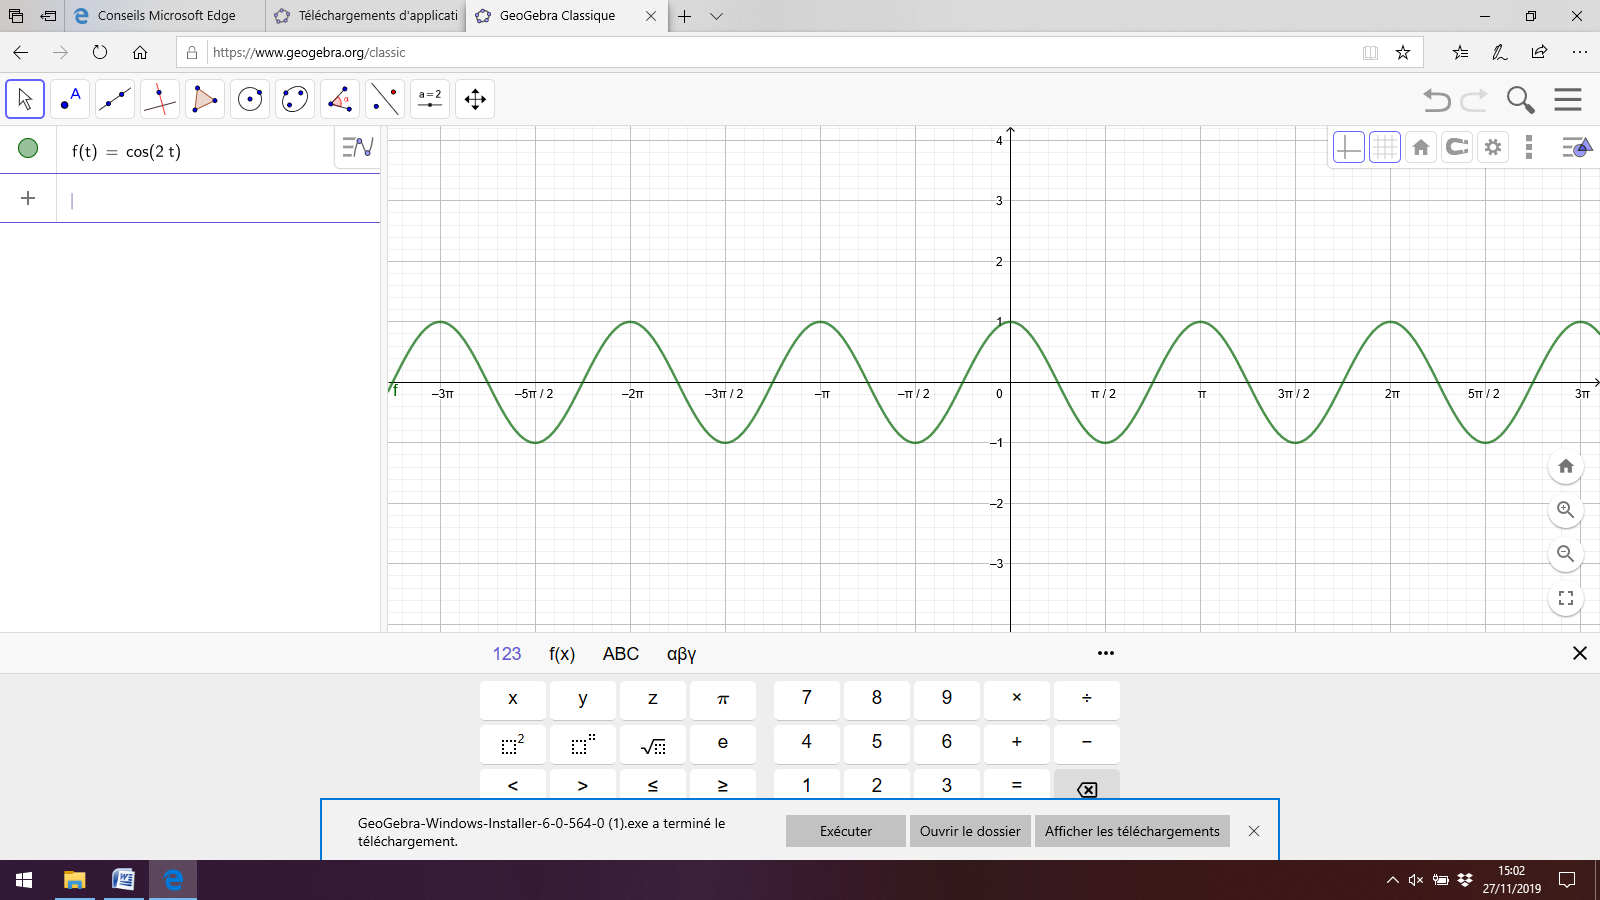 Conseils Microsoft Edge
Téléchargements d'applicati
GeoGebra Classique
https://www.geogebra.org/classic
A
α
a = 2
f(t) = cos(2 t)
4
3
2
1
f
–3π
–5π / 2
–2π
–3π / 2
–π
–π / 2
0
π / 2
π
3π / 2
2π
5π / 2
3π
–1
–2
–3
123
f(x)
ABC
αβγ
x y z π 7 8 9 × ÷
2 √ e 4 5 6 + −
< > ≤ ≥ 1 2 3 =
GeoGebra-Windows-Installer-6-0-564-0 (1).exe a terminé le
téléchargement.
Exécuter
Ouvrir le dossier
Afficher les téléchargements
15:02
27/11/2019